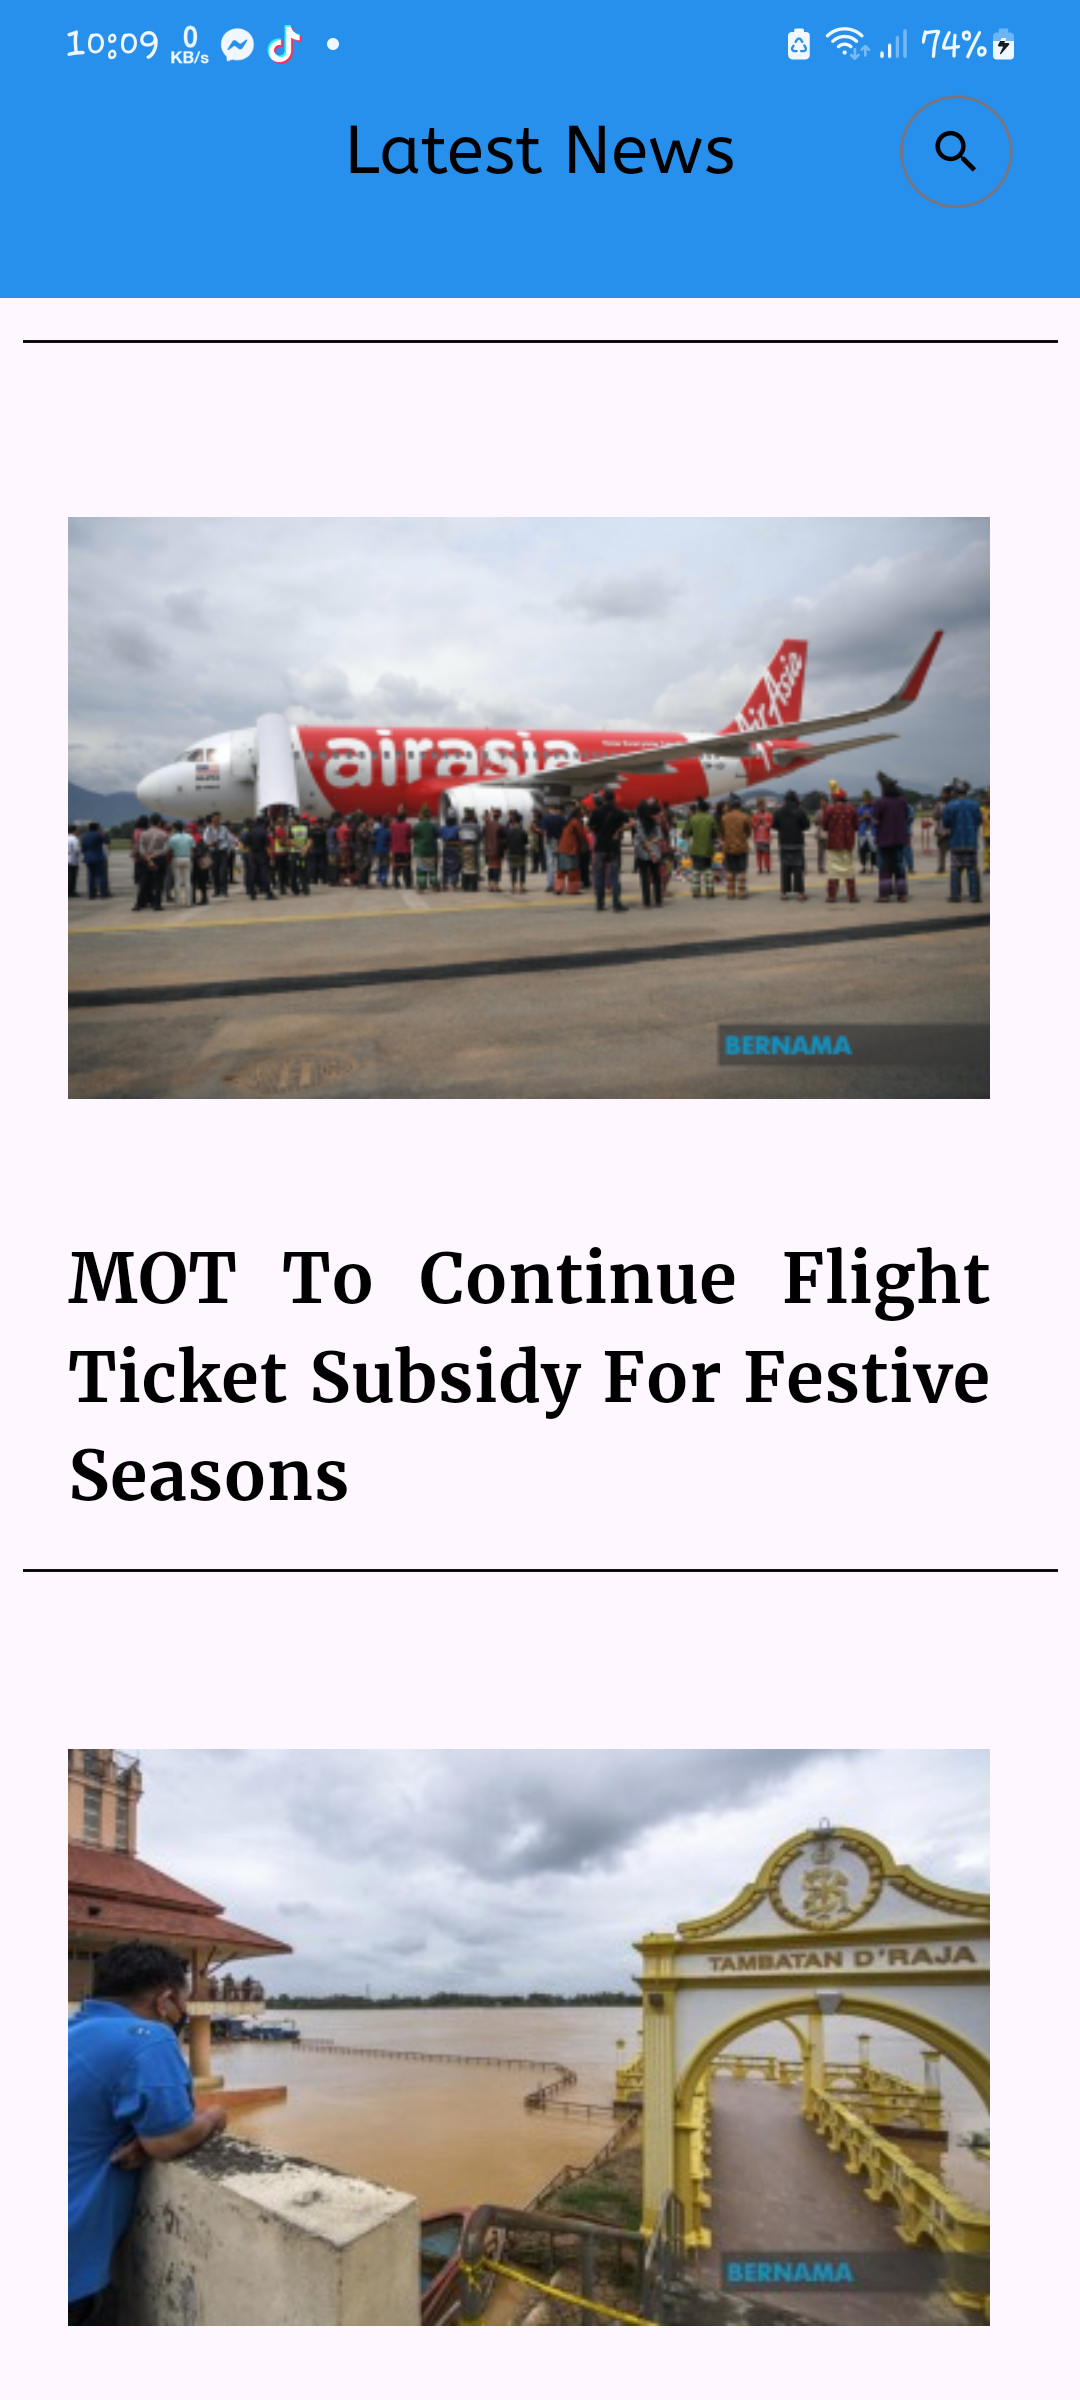 10:09 0 KB/s 74%
Latest News
airasia
AirAsia
BERNAMA
MOT To Continue Flight
Ticket Subsidy For Festive
Seasons
TAMBATAN D'RAJA
BERNAMA